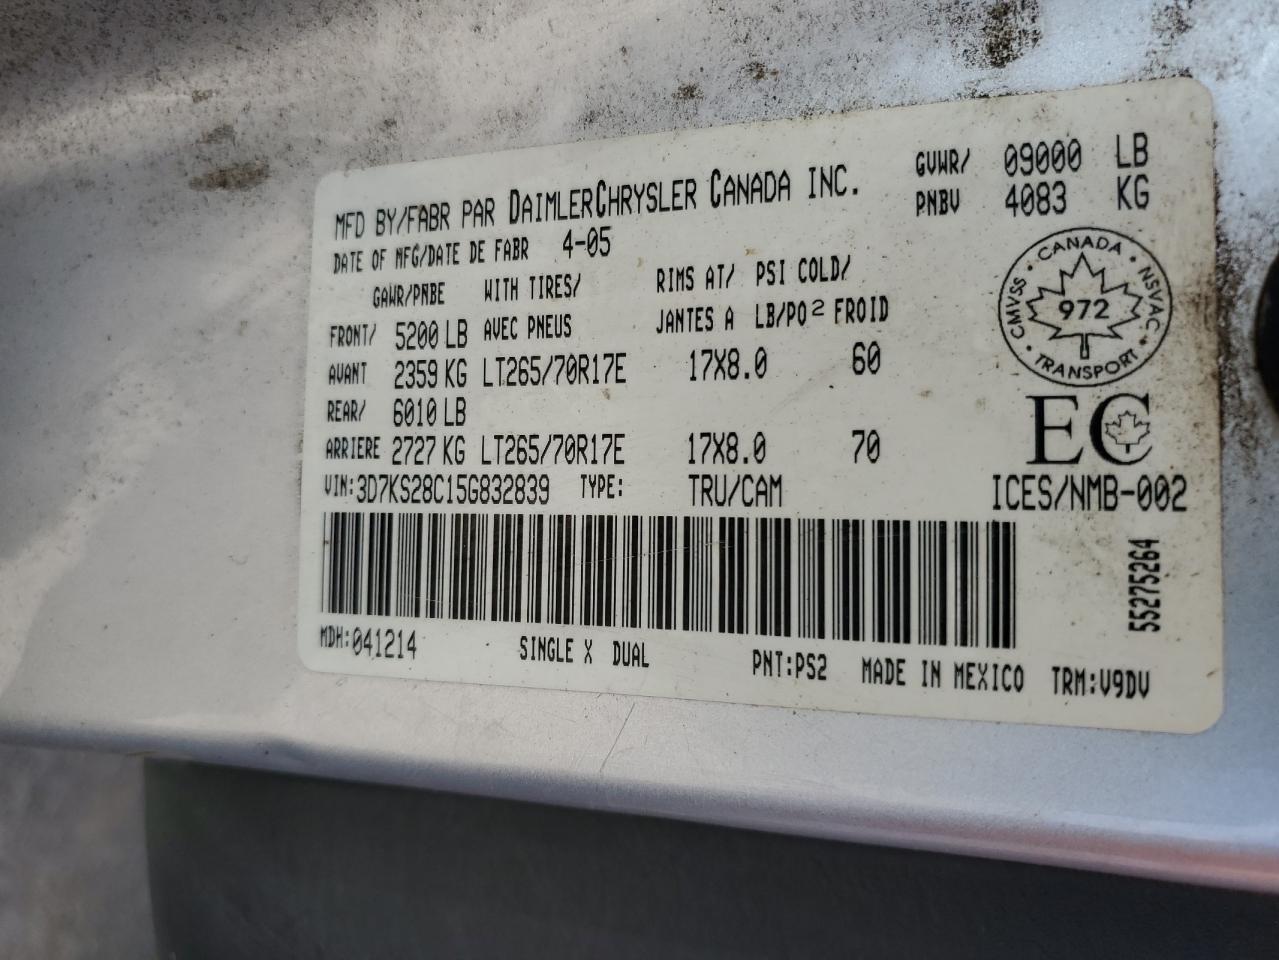 MFD BY/FABR PAR DAIMLERCHRYSLER CANADA INC.
GVWR/ 09000 LB
PNBV 4083 KG
DATE OF MFG/DATE DE FABR 4-05
GAWR/PNBE WITH TIRES/ RIMS AT/ PSI COLD/
FRONT/ 5200 LB AVEC PNEUS JANTES A LB/PO² FROID
AVANT 2359 KG LT265/70R17E 17X8.0 60
REAR/ 6010 LB
ARRIERE 2727 KG LT265/70R17E 17X8.0 70
VIN:3D7KS28C15G832839 TYPE: TRU/CAM
CANADA · NSVAC · TRANSPORT · CMVSS ·
972
EC
ICES/NMB-002
55275264
MDH:041214 SINGLE X DUAL PNT:PS2 MADE IN MEXICO TRM:V9DV